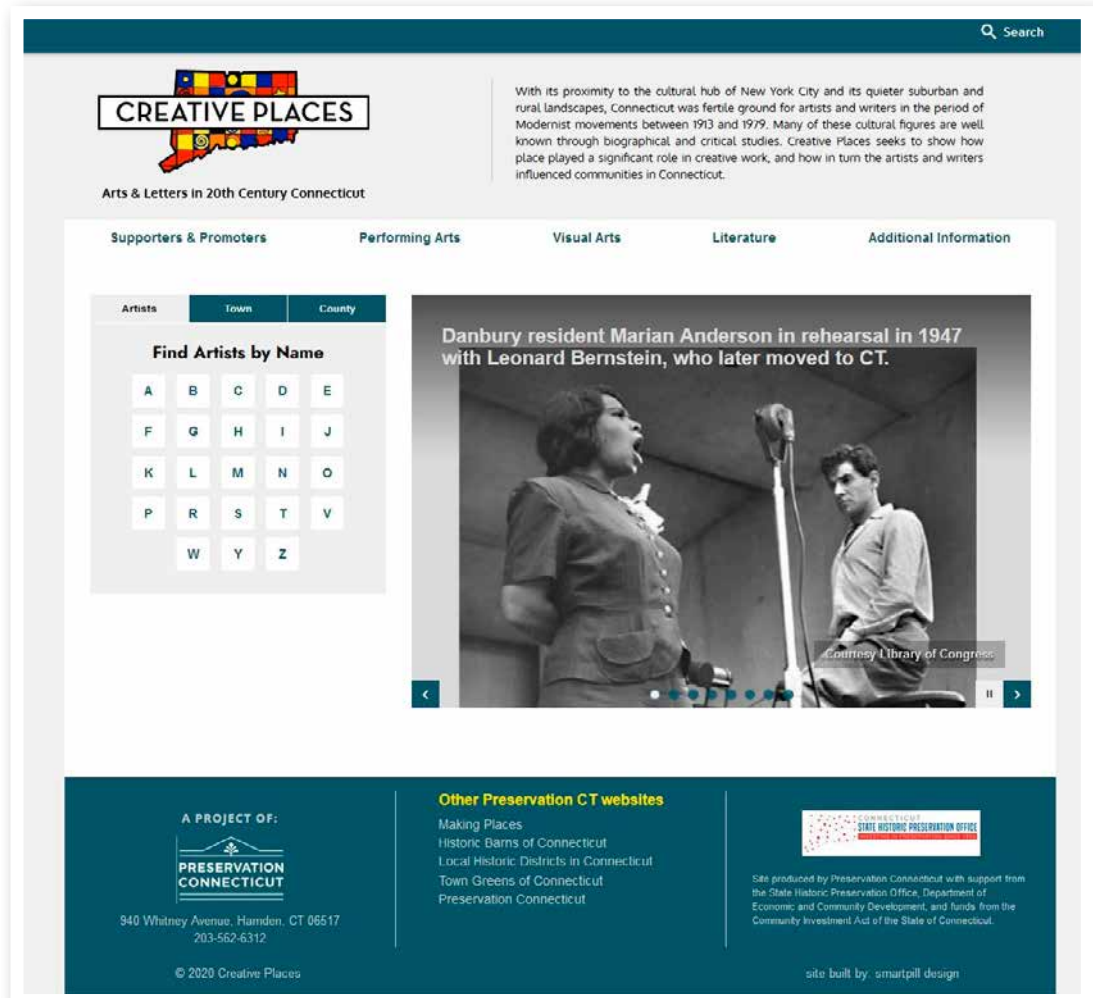 Search
CREATIVE PLACES
Arts & Letters in 20th Century Connecticut
With its proximity to the cultural hub of New York City and its quieter suburban and
rural landscapes, Connecticut was fertile ground for artists and writers in the period of
Modernist movements between 1913 and 1979. Many of these cultural figures are well
known through biographical and critical studies. Creative Places seeks to show how
place played a significant role in creative work, and how in turn the artists and writers
influenced communities in Connecticut.
Supporters & Promoters Performing Arts Visual Arts Literature Additional Information
Artists Town County
Find Artists by Name
A B C D E
F G H I J
K L M N O
P R S T V
W Y Z
Danbury resident Marian Anderson in rehearsal in 1947
with Leonard Bernstein, who later moved to CT.
Courtesy Library of Congress
A PROJECT OF:
PRESERVATION
CONNECTICUT
940 Whitney Avenue, Hamden, CT 06517
203-562-6312
© 2020 Creative Places
Other Preservation CT websites
Making Places
Historic Barns of Connecticut
Local Historic Districts in Connecticut
Town Greens of Connecticut
Preservation Connecticut
CONNECTICUT
STATE HISTORIC PRESERVATION OFFICE
Site produced by Preservation Connecticut with support from
the State Historic Preservation Office, Department of
Economic and Community Development, and funds from the
Community Investment Act of the State of Connecticut.
site built by: smartpill design